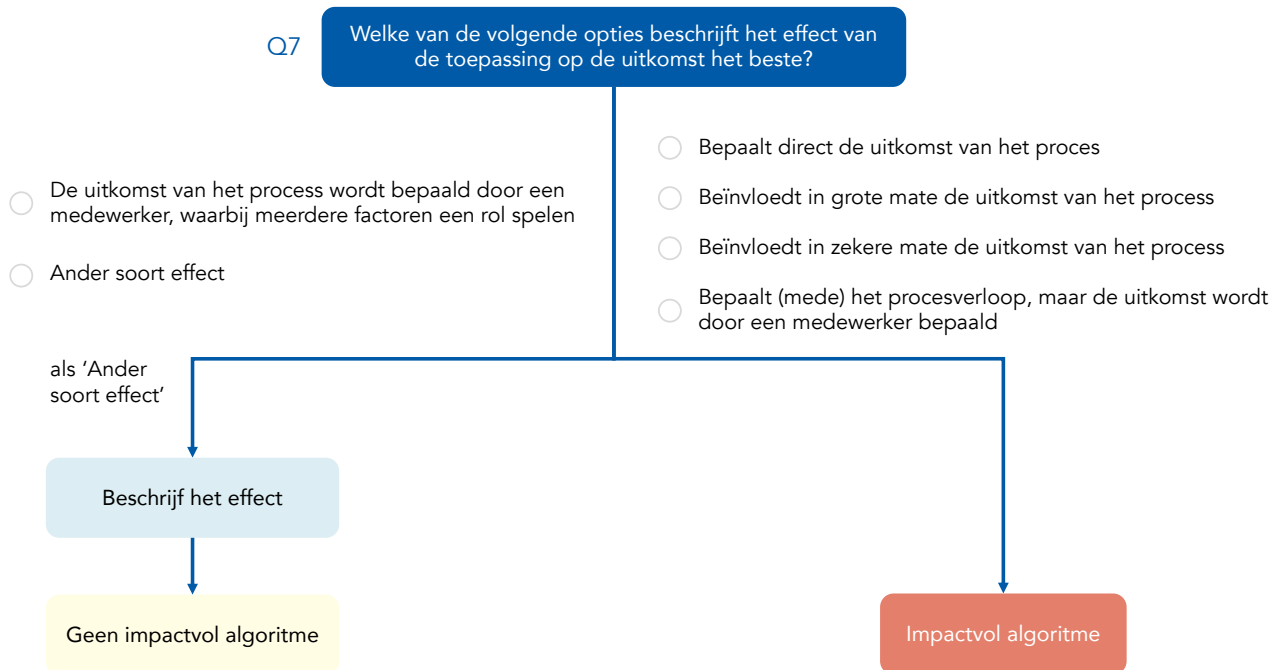 Q7
Welke van de volgende opties beschrijft het effect van
de toepassing op de uitkomst het beste?
De uitkomst van het process wordt bepaald door een
medewerker, waarbij meerdere factoren een rol spelen
Ander soort effect
Bepaalt direct de uitkomst van het proces
Beïnvloedt in grote mate de uitkomst van het process
Beïnvloedt in zekere mate de uitkomst van het process
Bepaalt (mede) het procesverloop, maar de uitkomst wordt
door een medewerker bepaald
als ‘Ander
soort effect’
Beschrijf het effect
Geen impactvol algoritme
Impactvol algoritme